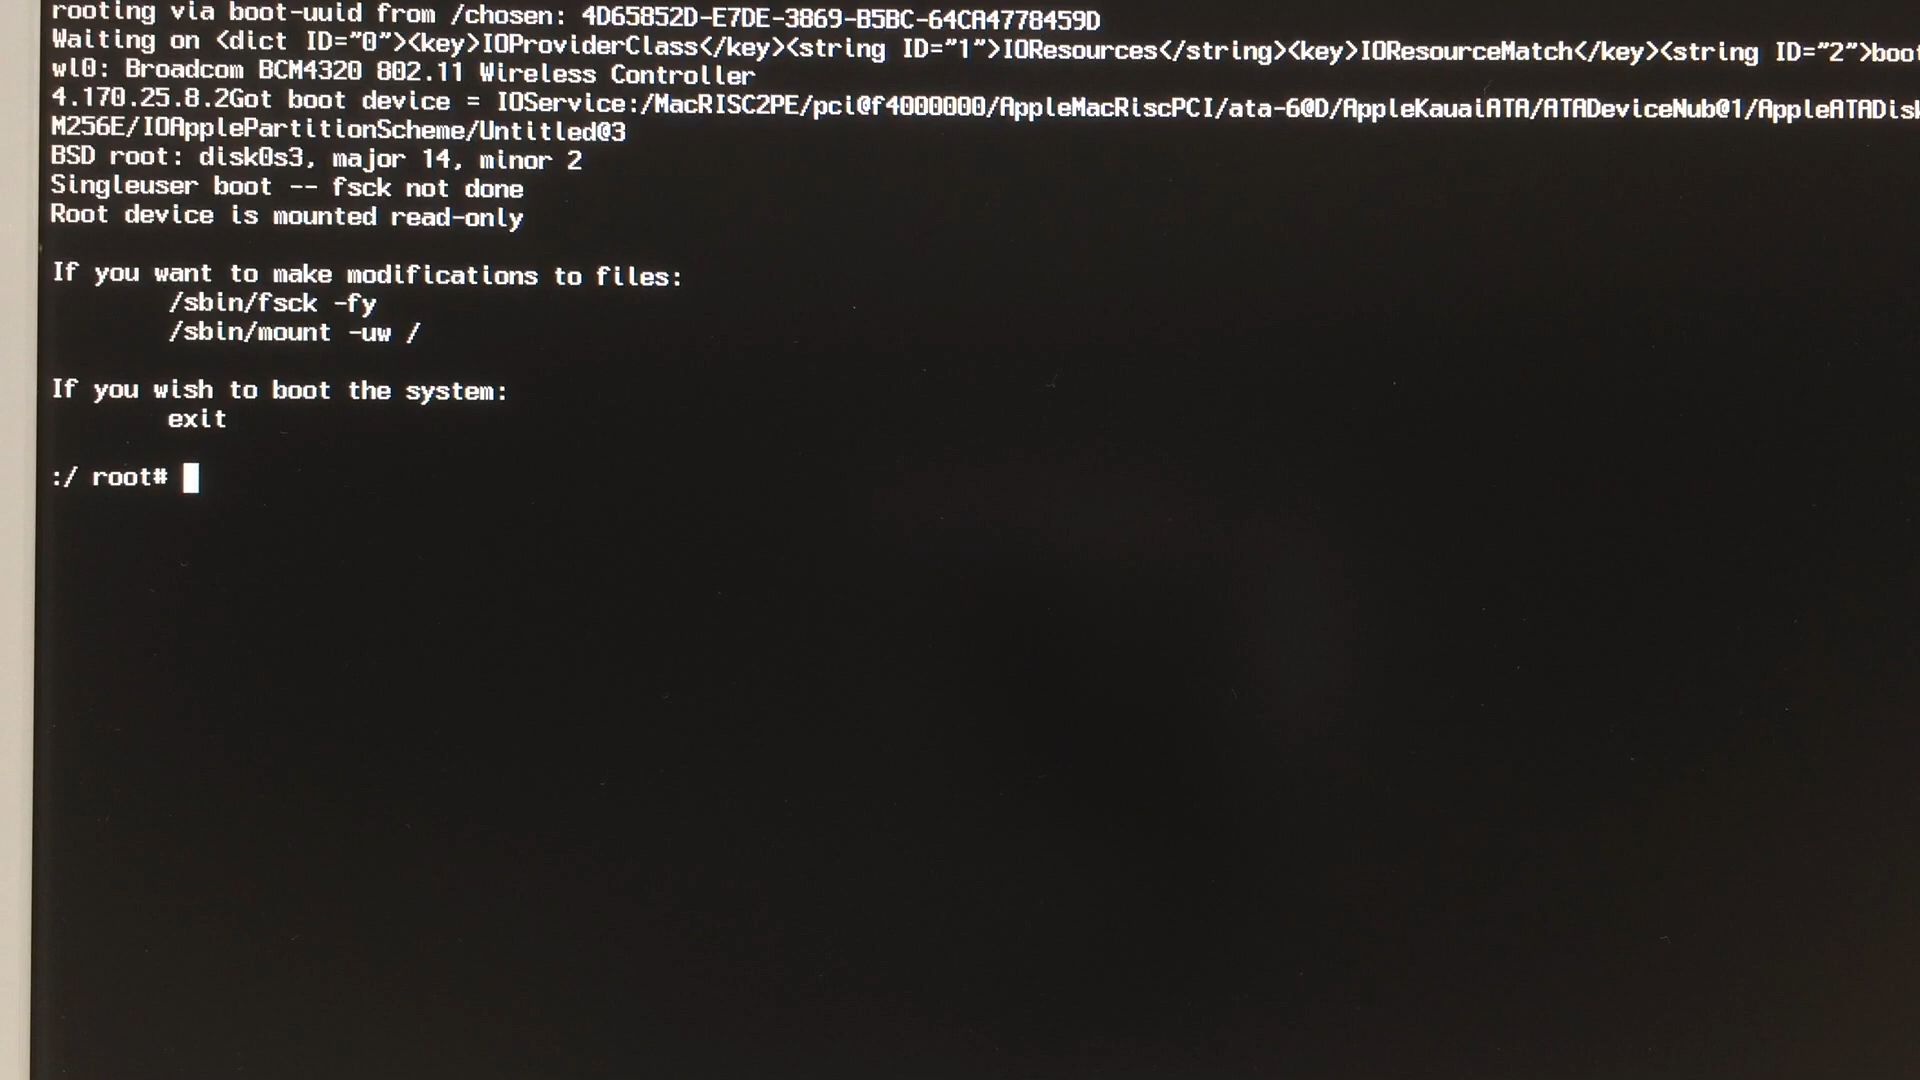 rooting via boot-uuid from /chosen: 4D65852D-E7DE-3869-B5BC-64CA4778459D
Waiting on <dict ID="0"><key>IOProviderClass</key><string ID="1">IOResources</string><key>IOResourceMatch</key><string ID="2">boot
wl0: Broadcom BCM4320 802.11 Wireless Controller
4.170.25.8.2Got boot device = IOService:/MacRISC2PE/pci@f4000000/AppleMacRiscPCI/ata-6@D/AppleKauaiATA/ATADeviceNub@1/AppleATADisk
M256E/IOApplePartitionScheme/Untitled@3
BSD root: disk0s3, major 14, minor 2
Singleuser boot -- fsck not done
Root device is mounted read-only
If you want to make modifications to files:
/sbin/fsck -fy
/sbin/mount -uw /
If you wish to boot the system:
exit
:/ root#